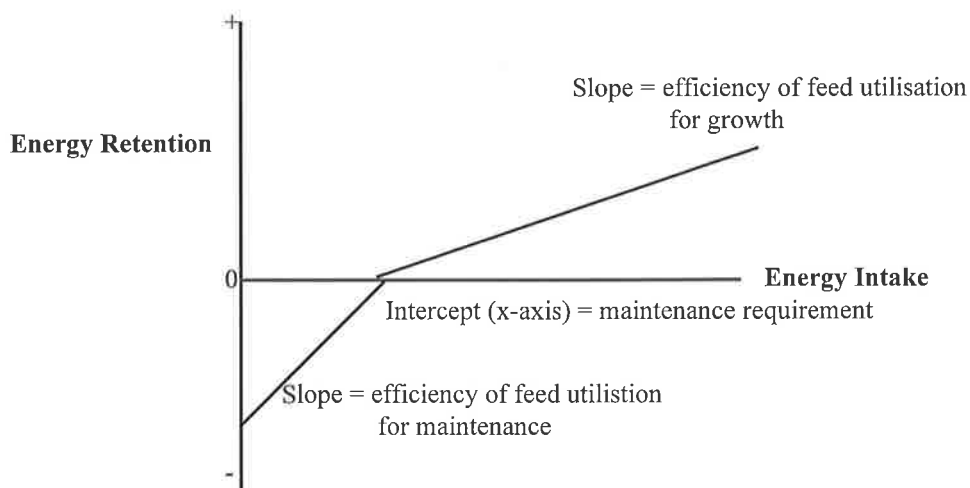 +
Slope = efficiency of feed utilisation
for growth
Energy Retention
0
Energy Intake
Intercept (x-axis) = maintenance requirement
Slope = efficiency of feed utilistion
for maintenance
-